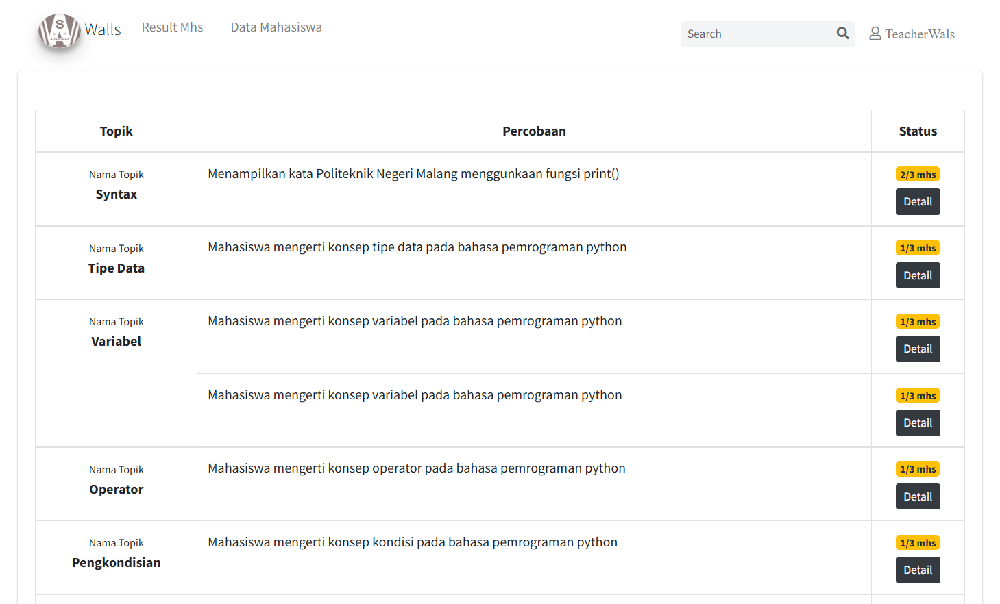 S
A A
Automated
Walls
Result Mhs
Data Mahasiswa
Search
TeacherWals
Topik
Percobaan
Status
Nama Topik
Syntax
Menampilkan kata Politeknik Negeri Malang menggunkaan fungsi print()
2/3 mhs
Detail
Nama Topik
Tipe Data
Mahasiswa mengerti konsep tipe data pada bahasa pemrograman python
1/3 mhs
Detail
Nama Topik
Variabel
Mahasiswa mengerti konsep variabel pada bahasa pemrograman python
1/3 mhs
Detail
Mahasiswa mengerti konsep variabel pada bahasa pemrograman python
1/3 mhs
Detail
Nama Topik
Operator
Mahasiswa mengerti konsep operator pada bahasa pemrograman python
1/3 mhs
Detail
Nama Topik
Pengkondisian
Mahasiswa mengerti konsep kondisi pada bahasa pemrograman python
1/3 mhs
Detail